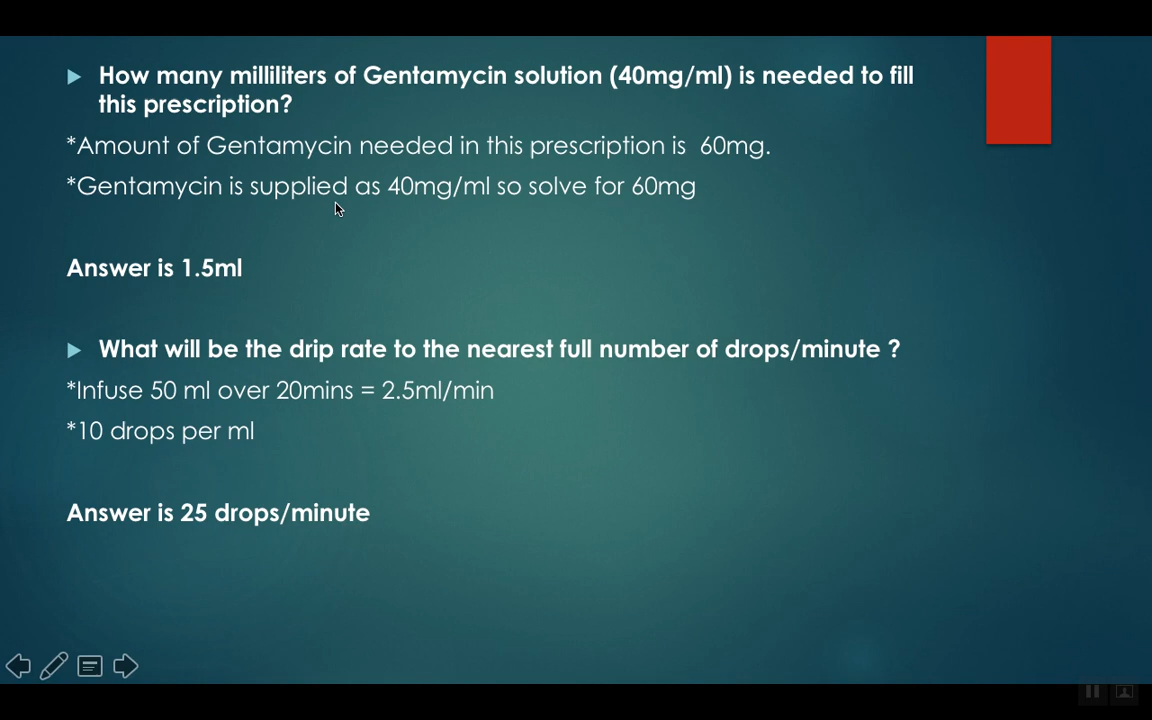 How many milliliters of Gentamycin solution (40mg/ml) is needed to fill
this prescription?
*Amount of Gentamycin needed in this prescription is 60mg.
*Gentamycin is supplied as 40mg/ml so solve for 60mg
Answer is 1.5ml
What will be the drip rate to the nearest full number of drops/minute ?
*Infuse 50 ml over 20mins = 2.5ml/min
*10 drops per ml
Answer is 25 drops/minute